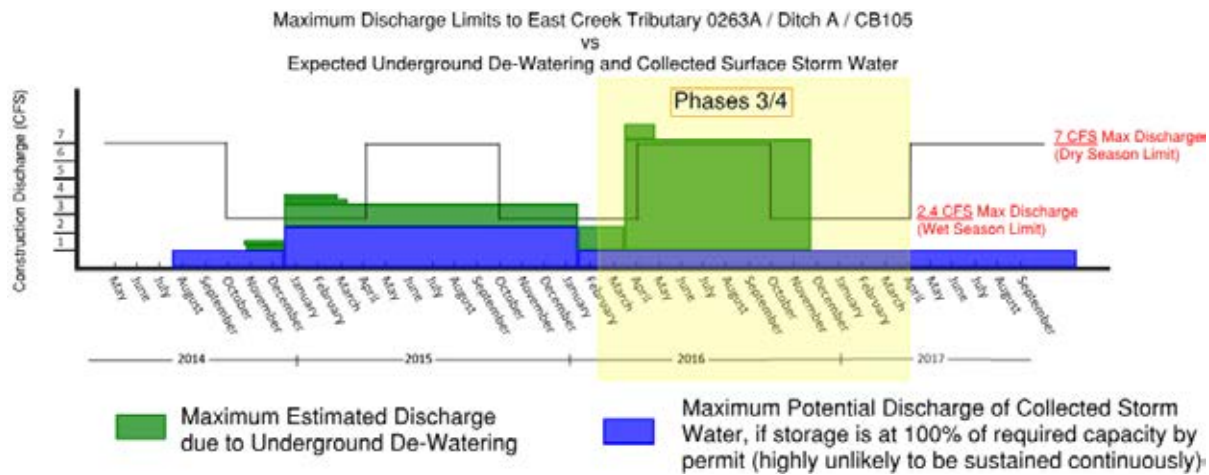 Maximum Discharge Limits to East Creek Tributary 0263A / Ditch A / CB105
vs
Expected Underground De-Watering and Collected Surface Storm Water
Phases 3/4
Construction Discharge (CFS)
7
6
5
4
3
2
1
7 CFS Max Discharge
(Dry Season Limit)
2.4 CFS Max Discharge
(Wet Season Limit)
May
June
July
August
September
October
November
December
January
February
March
April
May
June
July
August
September
October
November
December
January
February
March
April
May
June
July
August
September
October
November
December
January
February
March
April
May
June
July
August
September
2014
2015
2016
2017
Maximum Estimated Discharge
due to Underground De-Watering
Maximum Potential Discharge of Collected Storm
Water, if storage is at 100% of required capacity by
permit (highly unlikely to be sustained continuously)